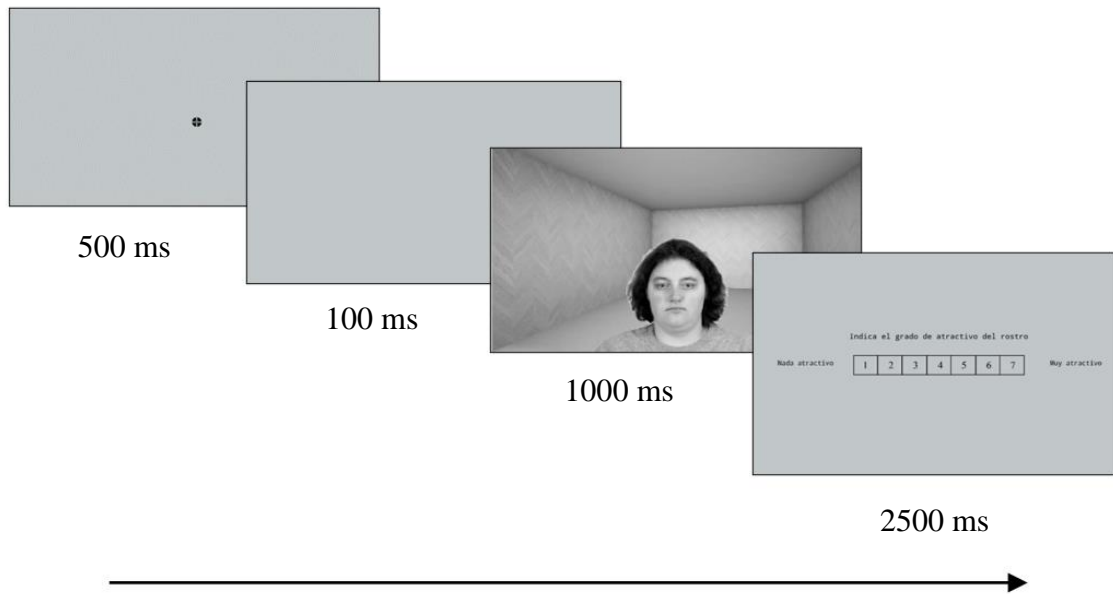 500 ms
100 ms
1000 ms
Indica el grado de atractivo del rostro
Nada atractivo 1 2 3 4 5 6 7 Muy atractivo
2500 ms